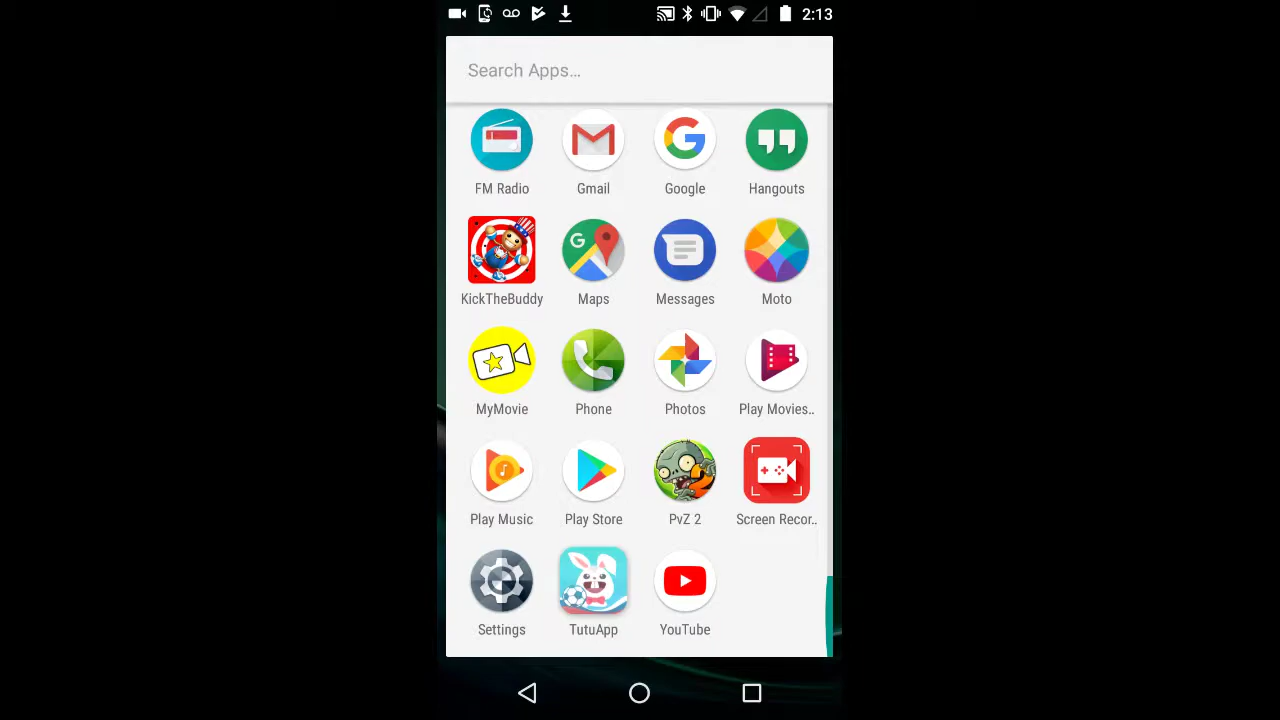 2:13
Search Apps...
FM Radio Gmail Google Hangouts
KickTheBuddy Maps Messages Moto
MyMovie Phone Photos Play Movies..
Play Music Play Store PvZ 2 Screen Recor..
Settings TutuApp YouTube